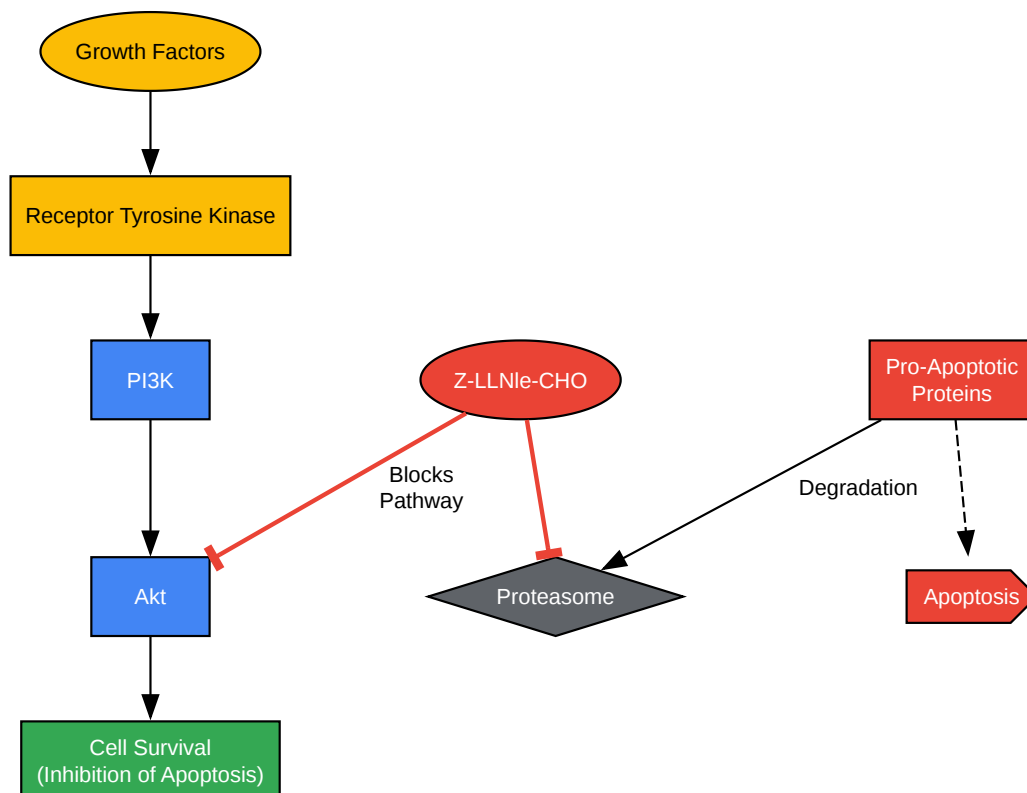 Growth Factors
Receptor Tyrosine Kinase
PI3K
Z-LLNle-CHO
Pro-Apoptotic
Proteins
Blocks
Pathway
Degradation
Akt
Proteasome
Apoptosis
Cell Survival
(Inhibition of Apoptosis)